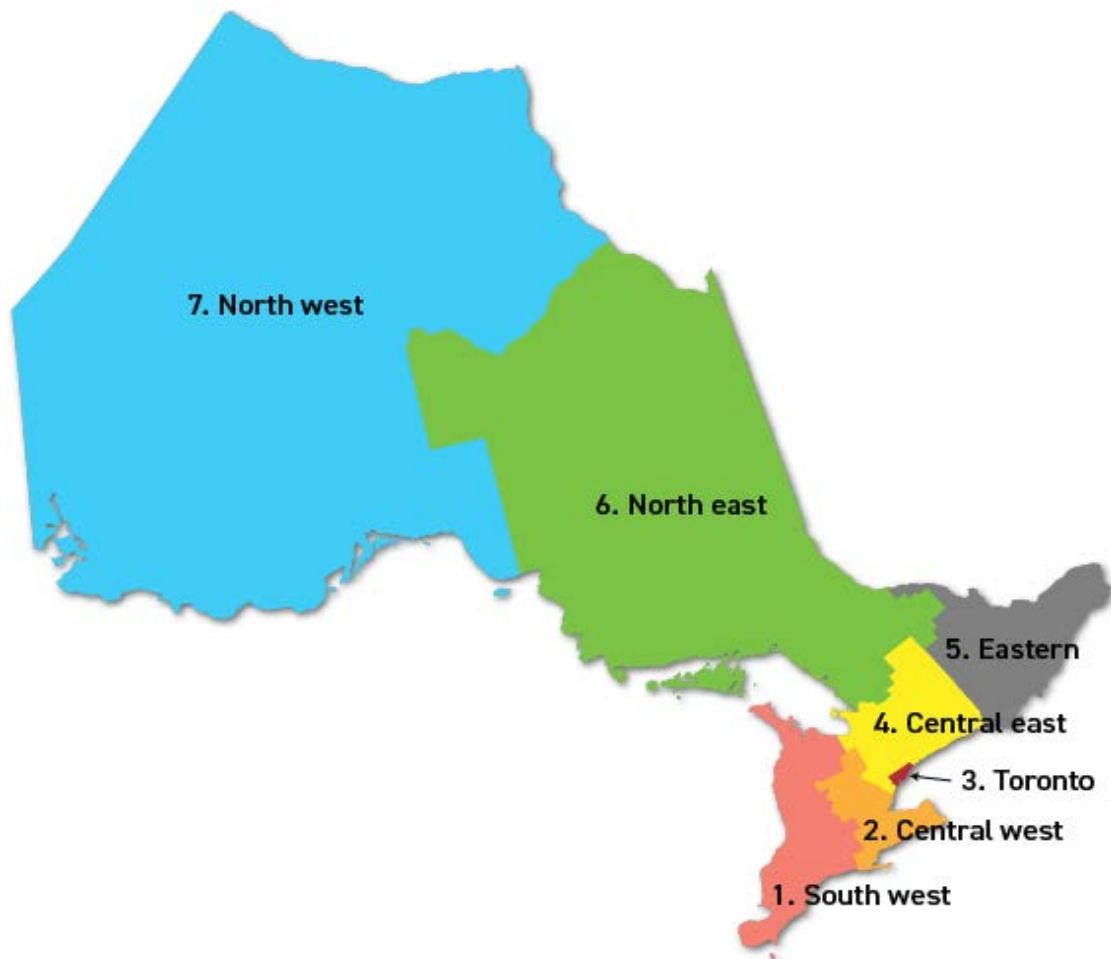 7. North west
6. North east
5. Eastern
4. Central east
3. Toronto
2. Central west
1. South west